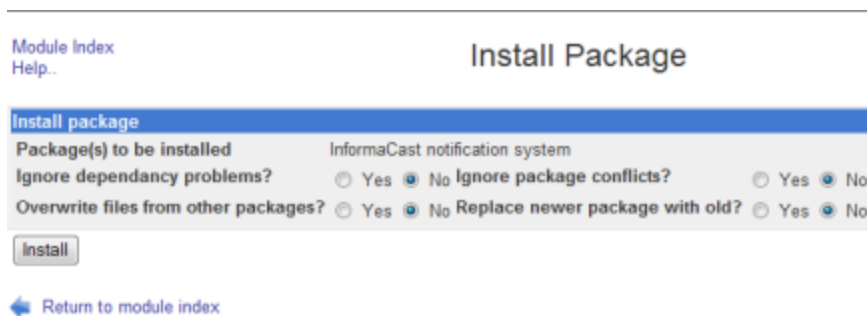 Module Index
Help..
Install Package
Install package
Package(s) to be installed InformaCast notification system
Ignore dependancy problems? Yes No Ignore package conflicts? Yes No
Overwrite files from other packages? Yes No Replace newer package with old? Yes No
Install
Return to module index